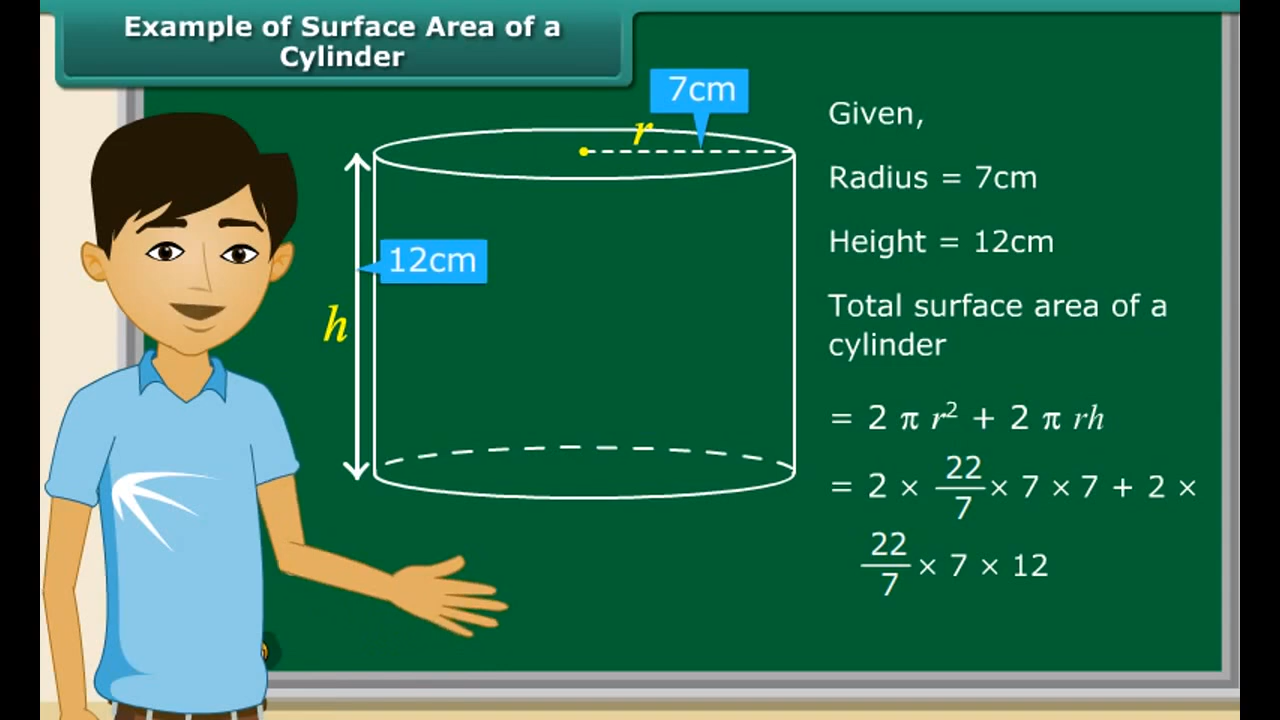 Example of Surface Area of a
Cylinder
7cm
r
12cm
h
Given,
Radius = 7cm
Height = 12cm
Total surface area of a
cylinder
= 2 π r² + 2 π rh
= 2 × 22/7 × 7 × 7 + 2 ×
22/7 × 7 × 12